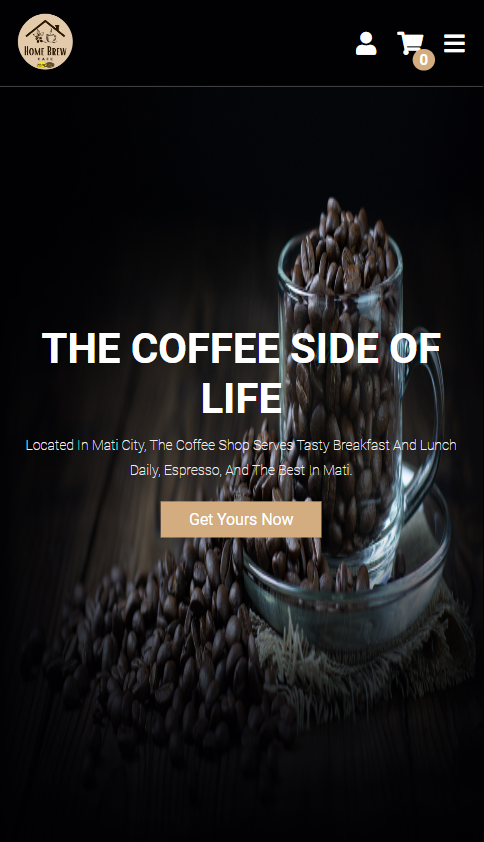 HOME BREW
CAFE
0
THE COFFEE SIDE OF
LIFE
Located In Mati City, The Coffee Shop Serves Tasty Breakfast And Lunch
Daily, Espresso, And The Best In Mati.
Get Yours Now